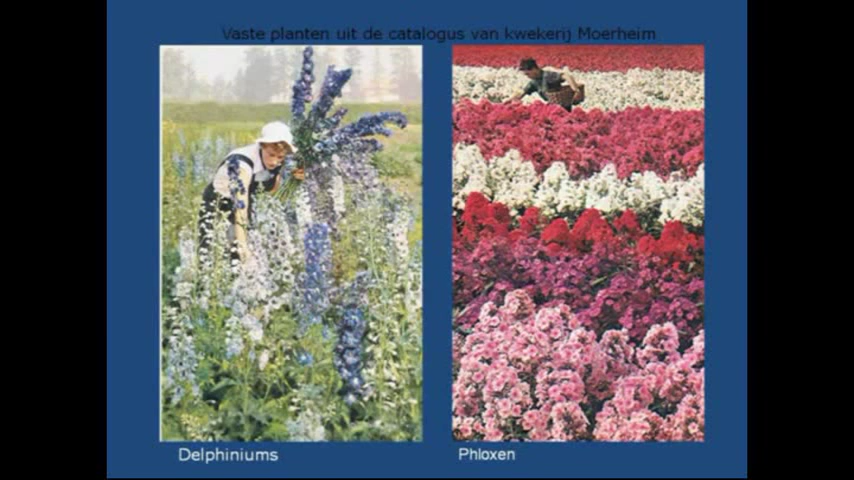 Vaste planten uit de catalogus van kwekerij Moerheim
Delphiniums
Phloxen